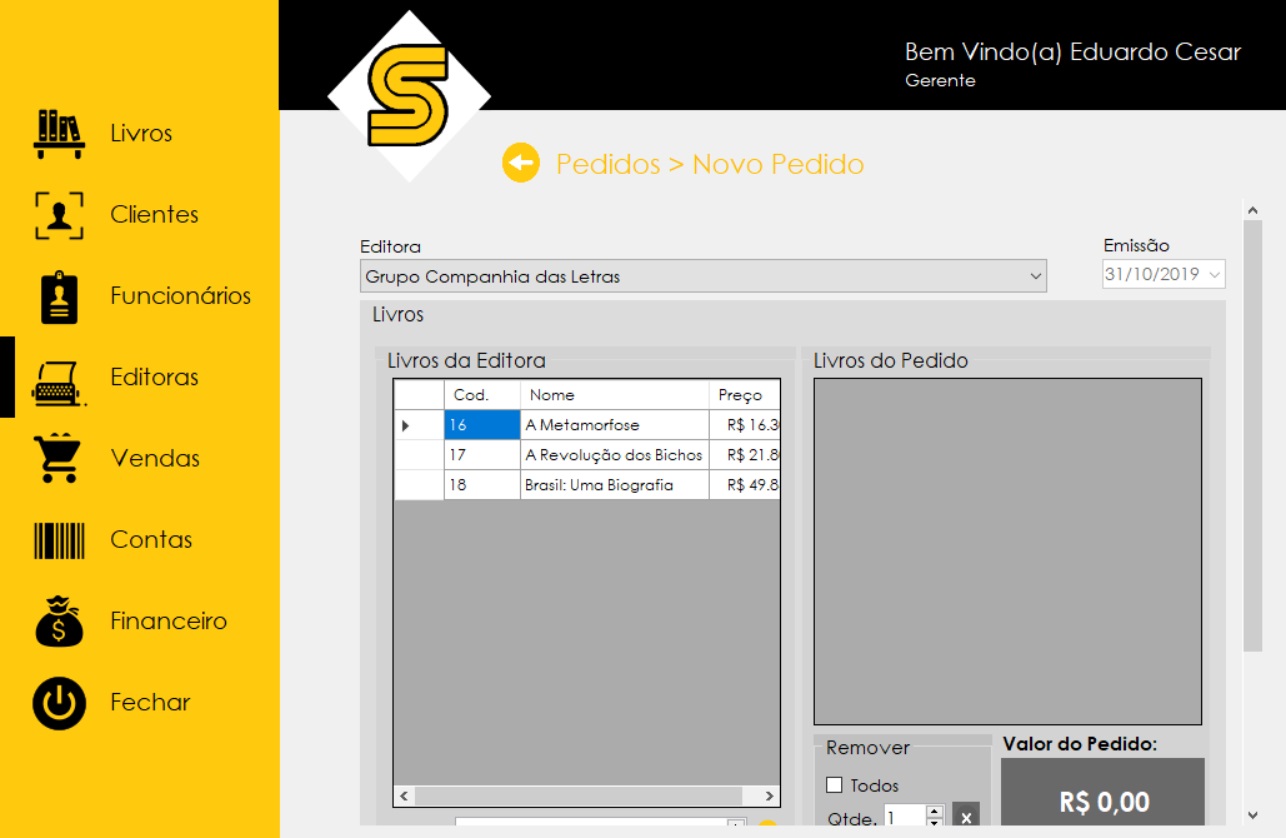 S
Bem Vindo(a) Eduardo Cesar
Gerente
Livros
Clientes
Funcionários
Editoras
Vendas
Contas
Financeiro
Fechar
Pedidos > Novo Pedido
Editora
Grupo Companhia das Letras
Emissão
31/10/2019
Livros
Livros da Editora
Cod. Nome Preço
16 A Metamorfose R$ 16.3
17 A Revolução dos Bichos R$ 21.8
18 Brasil: Uma Biografia R$ 49.8
Livros do Pedido
Remover
Todos
Qtde. 1 x
Valor do Pedido:
R$ 0,00